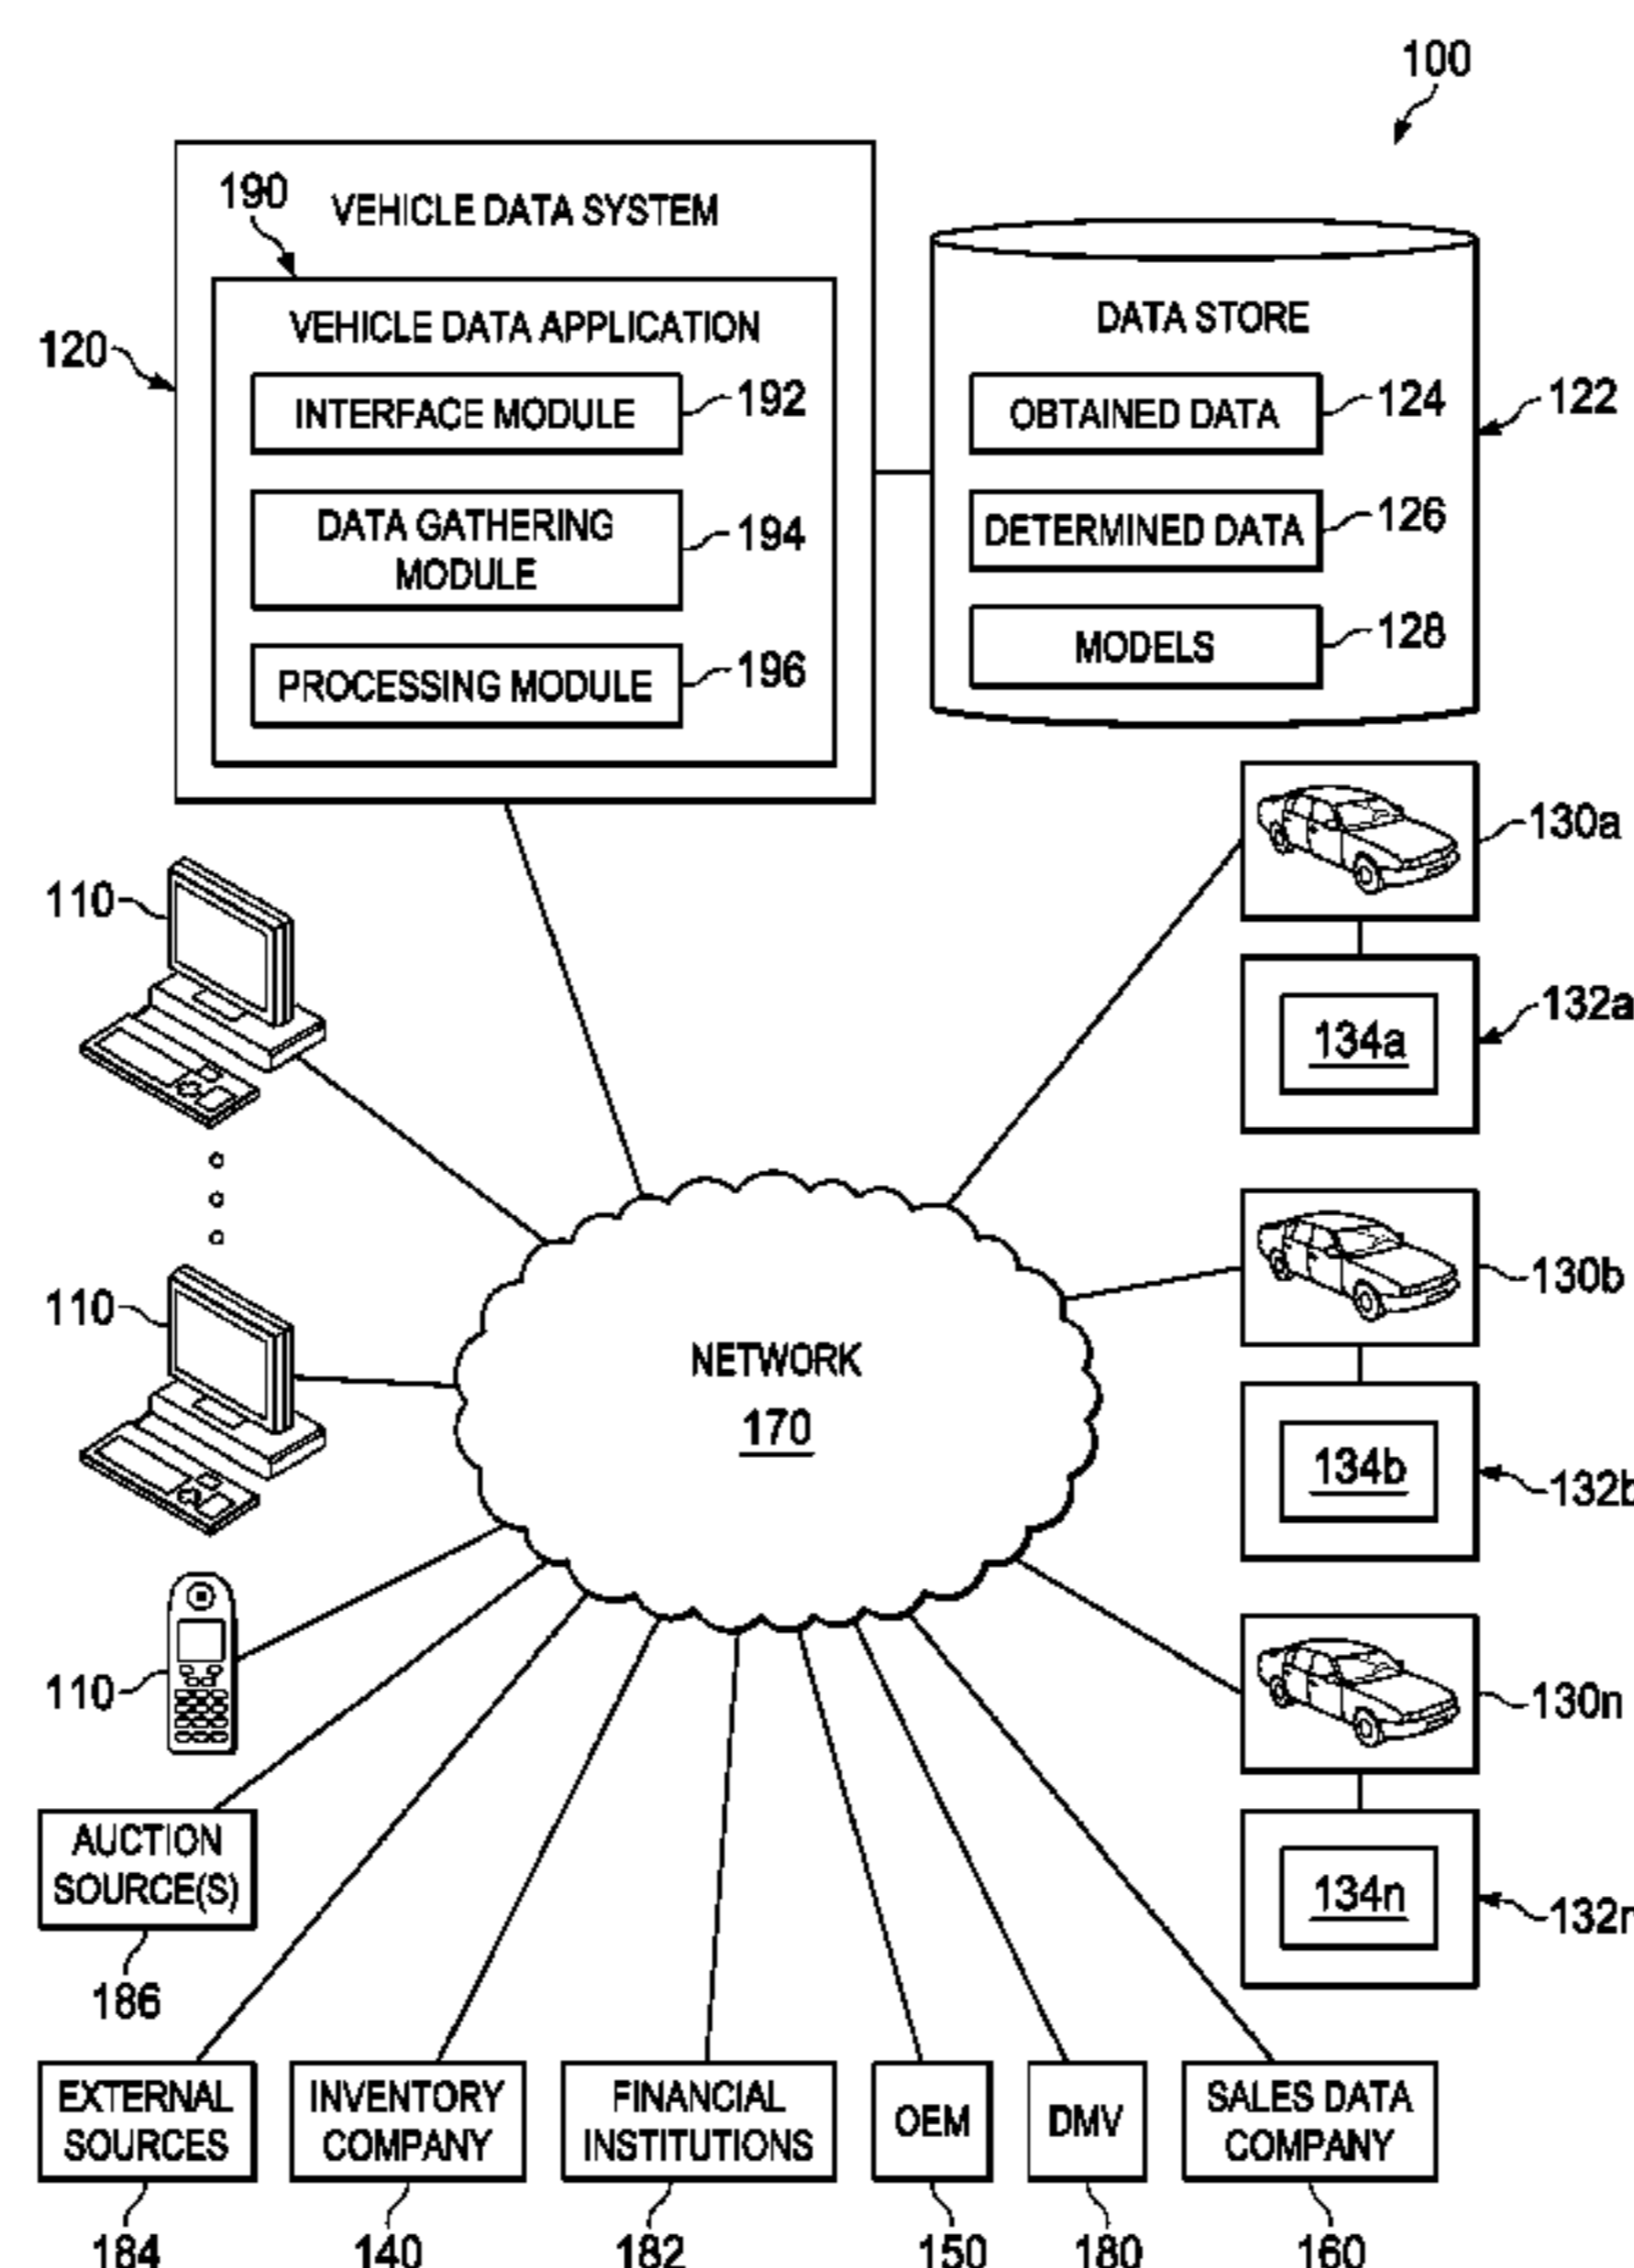 100
190
VEHICLE DATA SYSTEM
VEHICLE DATA APPLICATION
120
INTERFACE MODULE
192
DATA GATHERING
MODULE
194
PROCESSING MODULE
196
DATA STORE
OBTAINED DATA
124
122
DETERMINED DATA
126
MODELS
128
130a
110
132a
134a
110
130b
NETWORK
170
134b
132b
110
130n
AUCTION
SOURCE(S)
134n
132n
186
EXTERNAL
SOURCES
INVENTORY
COMPANY
FINANCIAL
INSTITUTIONS
OEM
DMV
SALES DATA
COMPANY
184
140
182
150
180
160